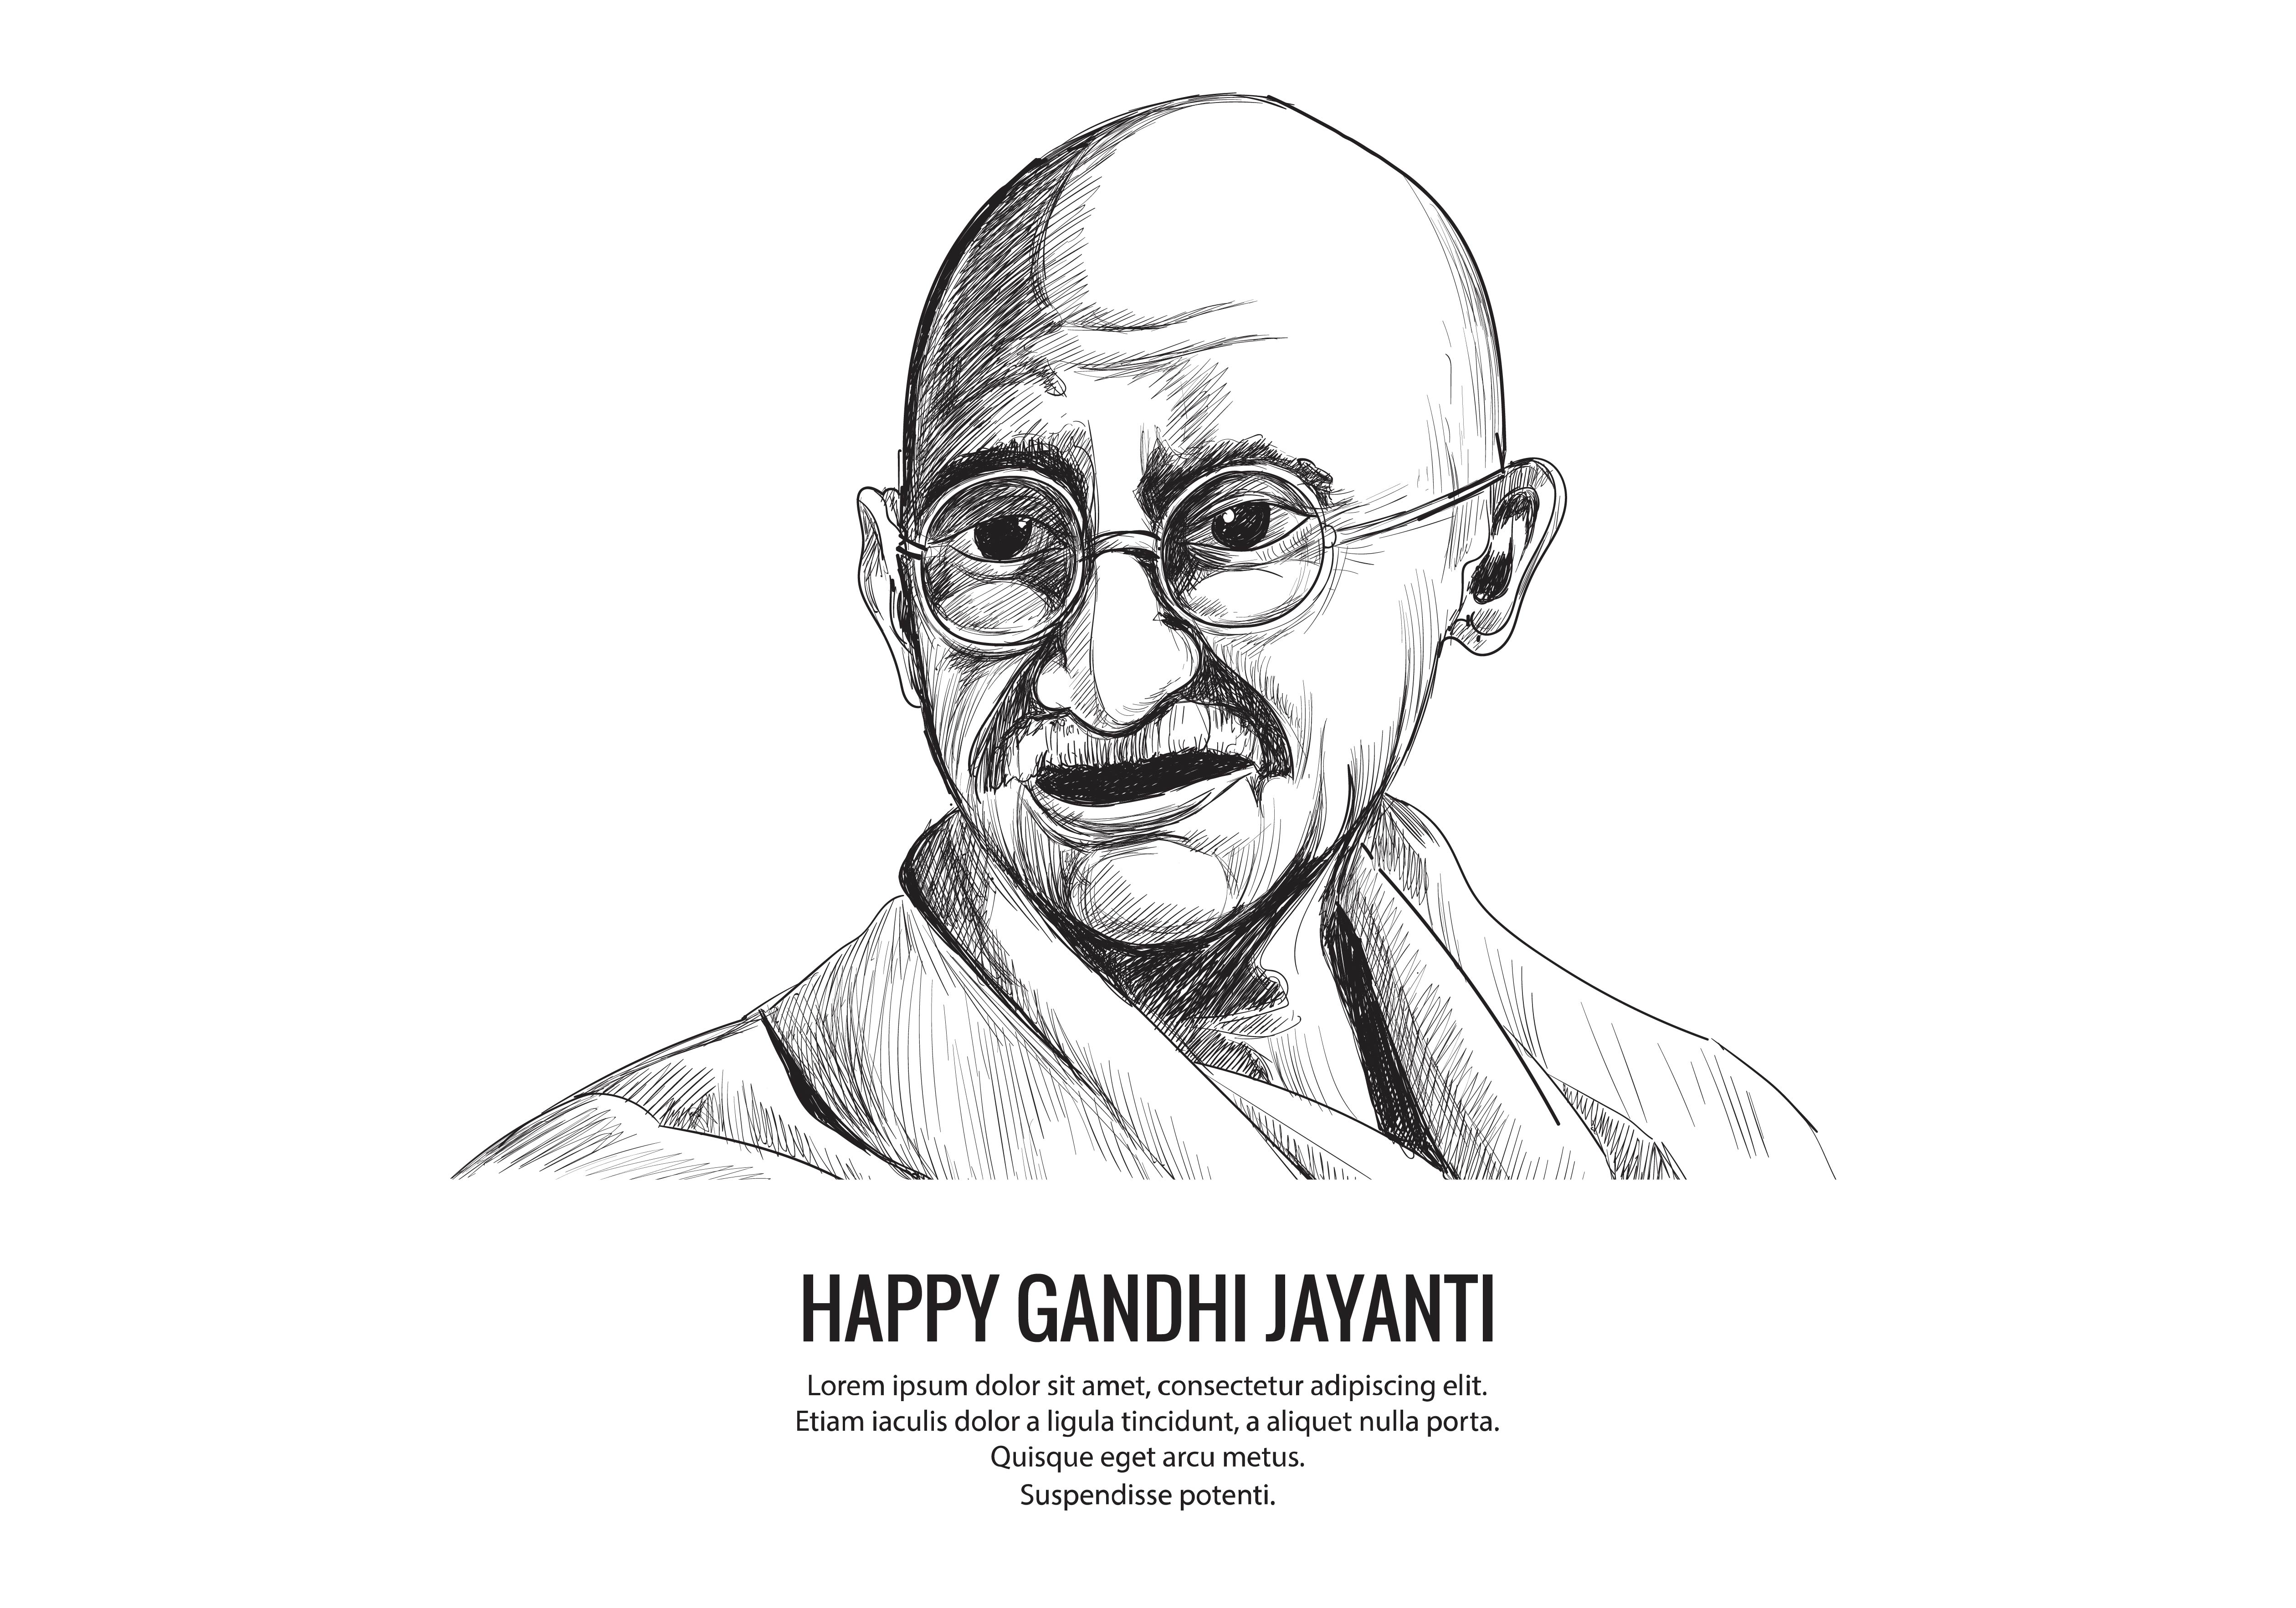 HAPPY GANDHI JAYANTI
Lorem ipsum dolor sit amet, consectetur adipiscing elit.
Etiam iaculis dolor a ligula tincidunt, a aliquet nulla porta.
Quisque eget arcu metus.
Suspendisse potenti.